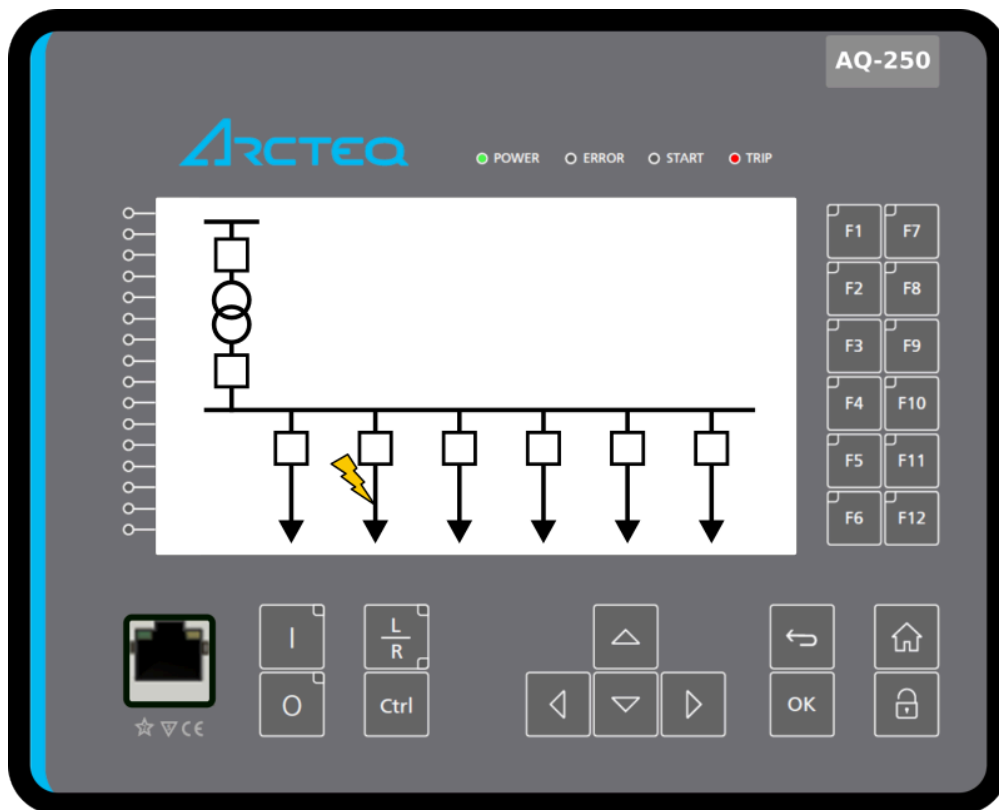 AQ-250
ARCTEQ
POWER ERROR START TRIP
F1 F7
F2 F8
F3 F9
F4 F10
F5 F11
F6 F12
I
L
R
O
Ctrl
OK
CE